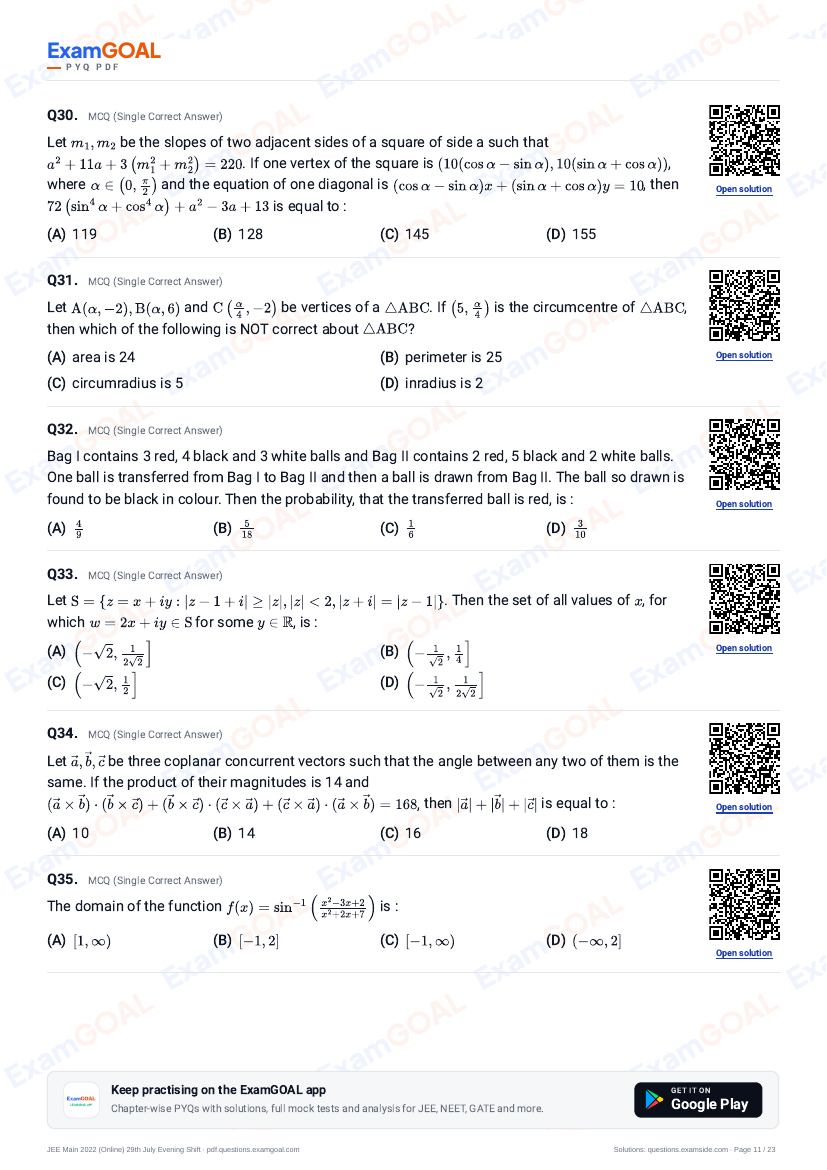 ExamGOAL
PYQ PDF
Q30. MCQ (Single Correct Answer)
Let m₁, m₂ be the slopes of two adjacent sides of a square of side a such that
a² + 11a + 3 (m₁² + m₂²) = 220. If one vertex of the square is (10(cos α − sin α), 10(sin α + cos α)),
where α ∈ (0, π/2) and the equation of one diagonal is (cos α − sin α)x + (sin α + cos α)y = 10, then
72 (sin⁴ α + cos⁴ α) + a² − 3a + 13 is equal to :
(A) 119 (B) 128 (C) 145 (D) 155
Open solution
Q31. MCQ (Single Correct Answer)
Let A(α, −2), B(α, 6) and C (α/4, −2) be vertices of a △ABC. If (5, α/4) is the circumcentre of △ABC,
then which of the following is NOT correct about △ABC?
(A) area is 24 (B) perimeter is 25
(C) circumradius is 5 (D) inradius is 2
Open solution
Q32. MCQ (Single Correct Answer)
Bag I contains 3 red, 4 black and 3 white balls and Bag II contains 2 red, 5 black and 2 white balls.
One ball is transferred from Bag I to Bag II and then a ball is drawn from Bag II. The ball so drawn is
found to be black in colour. Then the probability, that the transferred ball is red, is :
(A) 4/9 (B) 5/18 (C) 1/6 (D) 3/10
Open solution
Q33. MCQ (Single Correct Answer)
Let S = {z = x + iy : |z − 1 + i| ≥ |z|, |z| < 2, |z + i| = |z − 1|}. Then the set of all values of x, for
which w = 2x + iy ∈ S for some y ∈ ℝ, is :
(A) (−√2, 1/(2√2)] (B) (−1/√2, 1/4]
(C) (−√2, 1/2] (D) (−1/√2, 1/(2√2)]
Open solution
Q34. MCQ (Single Correct Answer)
Let a⃗, b⃗, c⃗ be three coplanar concurrent vectors such that the angle between any two of them is the
same. If the product of their magnitudes is 14 and
(a⃗ × b⃗) · (b⃗ × c⃗) + (b⃗ × c⃗) · (c⃗ × a⃗) + (c⃗ × a⃗) · (a⃗ × b⃗) = 168, then |a⃗| + |b⃗| + |c⃗| is equal to :
(A) 10 (B) 14 (C) 16 (D) 18
Open solution
Q35. MCQ (Single Correct Answer)
The domain of the function f(x) = sin⁻¹ ((x²−3x+2)/(x²+2x+7)) is :
(A) [1, ∞) (B) [−1, 2] (C) [−1, ∞) (D) (−∞, 2]
Open solution
Keep practising on the ExamGOAL app
Chapter-wise PYQs with solutions, full mock tests and analysis for JEE, NEET, GATE and more.
GET IT ON
Google Play
JEE Main 2022 (Online) 29th July Evening Shift · pdf.questions.examgoal.com
Solutions: questions.examside.com · Page 11 / 23